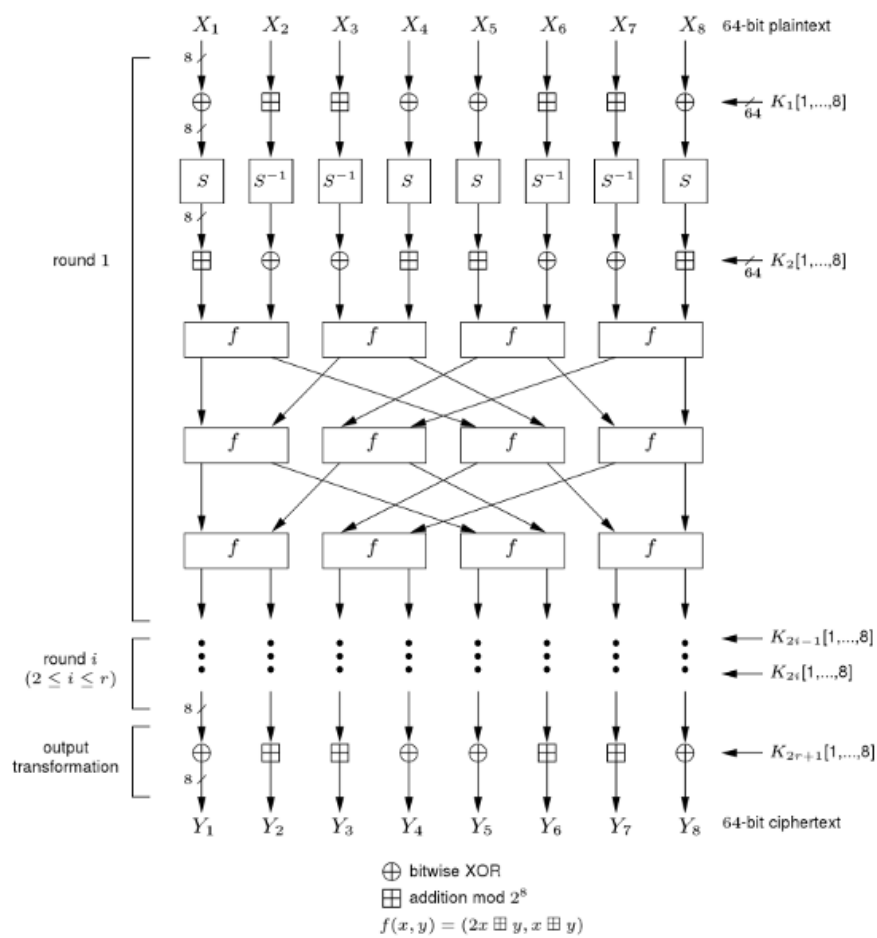 X₁ X₂ X₃ X₄ X₅ X₆ X₇ X₈ 64-bit plaintext
8
K₁[1,...,8]
64
8
S S⁻¹ S⁻¹ S S S⁻¹ S⁻¹ S
8
round 1
K₂[1,...,8]
64
f f f f
f f f f
f f f f
K₂ᵢ₋₁[1,...,8]
round i
(2 ≤ i ≤ r)
K₂ᵢ[1,...,8]
8
output
transformation
K₂ᵣ₊₁[1,...,8]
8
Y₁ Y₂ Y₃ Y₄ Y₅ Y₆ Y₇ Y₈ 64-bit ciphertext
⊕ bitwise XOR
⊞ addition mod 2⁸
f(x, y) = (2x ⊞ y, x ⊞ y)